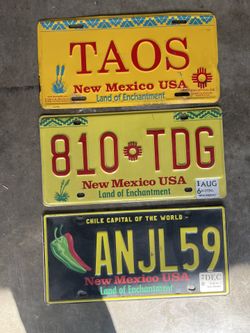 TAOS
New Mexico USA
Land of Enchantment
810 TDG
AUG
New Mexico USA
Land of Enchantment
CHILE CAPITAL OF THE WORLD
ANJL59
DEC
New Mexico USA
Land of Enchantment